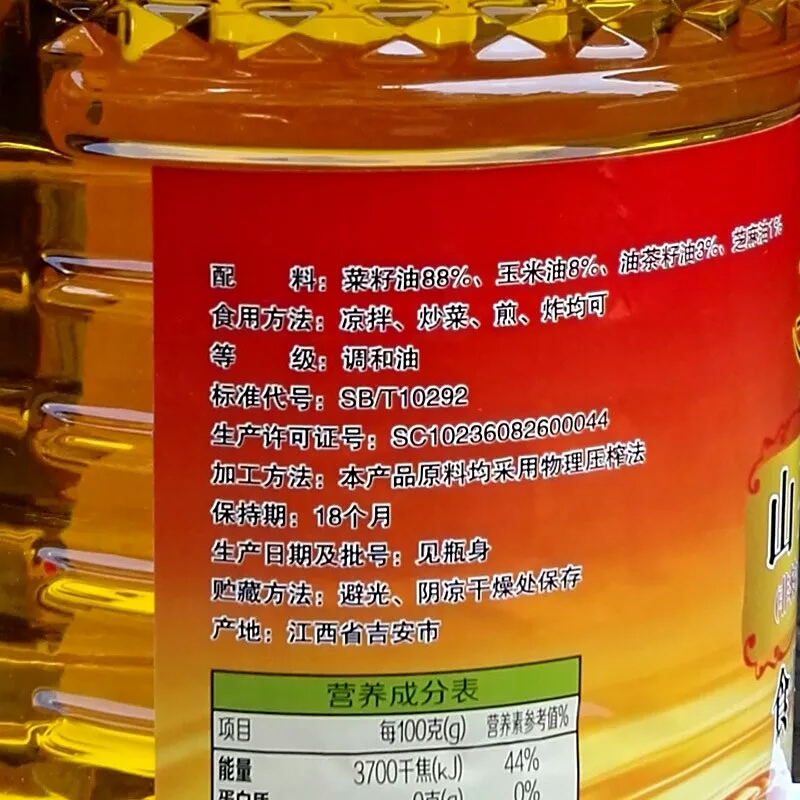 配　　料：菜籽油88%、玉米油8%、油茶籽油3%、芝麻油1%
食用方法：凉拌、炒菜、煎、炸均可
等　　级：调和油
标准代号：SB/T10292
生产许可证号：SC10236082600044
加工方法：本产品原料均采用物理压榨法
保持期：18个月
生产日期及批号：见瓶身
贮藏方法：避光、阴凉干燥处保存
产地：江西省吉安市
营养成分表
项目 每100克(g) 营养素参考值%
能量 3700千焦(kJ) 44%
蛋白质 0克(g) 0%
山
食